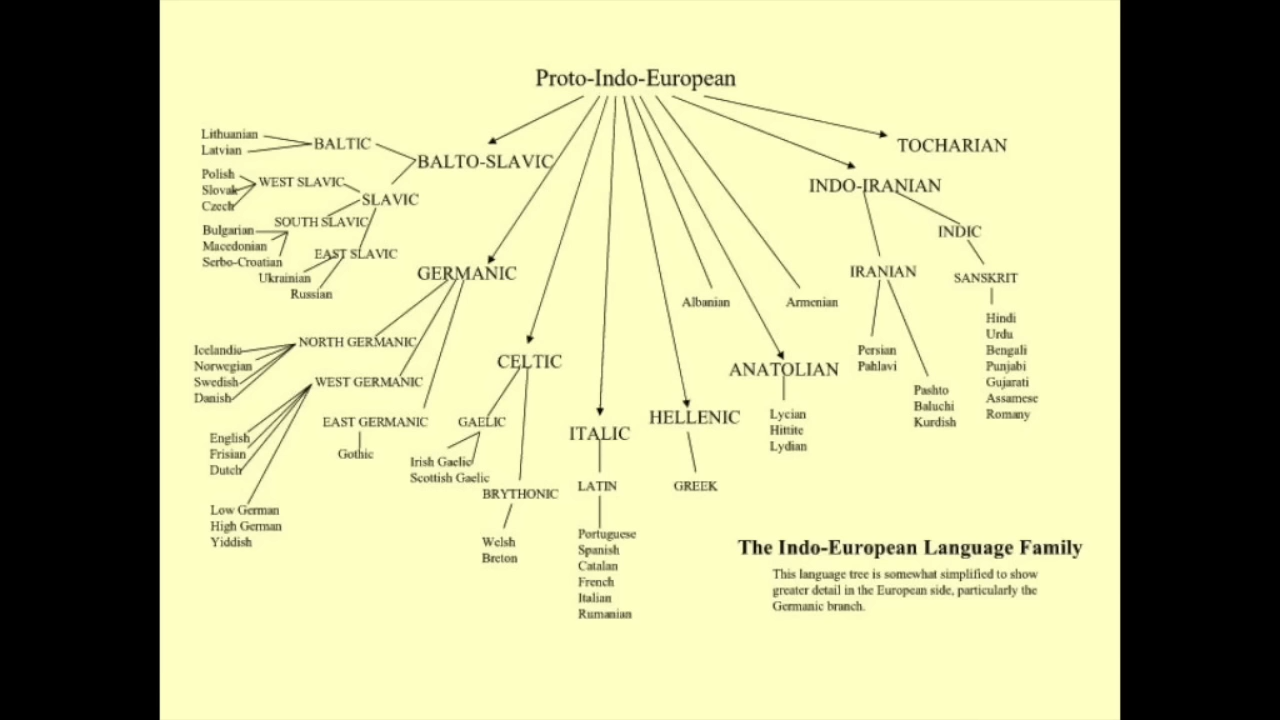 Proto-Indo-European
TOCHARIAN
Lithuanian
Latvian
BALTIC
BALTO-SLAVIC
Polish
Slovak
Czech
WEST SLAVIC
SLAVIC
INDO-IRANIAN
Bulgarian
Macedonian
Serbo-Croatian
SOUTH SLAVIC
EAST SLAVIC
Ukrainian
Russian
INDIC
IRANIAN
SANSKRIT
GERMANIC
Albanian
Armenian
Hindi
Urdu
Bengali
Punjabi
Gujarati
Assamese
Romany
Persian
Pahlavi
Pashto
Baluchi
Kurdish
Icelandic
Norwegian
Swedish
Danish
NORTH GERMANIC
WEST GERMANIC
EAST GERMANIC
Gothic
English
Frisian
Dutch
Low German
High German
Yiddish
CELTIC
GAELIC
Irish Gaelic
Scottish Gaelic
BRYTHONIC
Welsh
Breton
ITALIC
LATIN
Portuguese
Spanish
Catalan
French
Italian
Rumanian
HELLENIC
GREEK
ANATOLIAN
Lycian
Hittite
Lydian
The Indo-European Language Family
This language tree is somewhat simplified to show
greater detail in the European side, particularly the
Germanic branch.